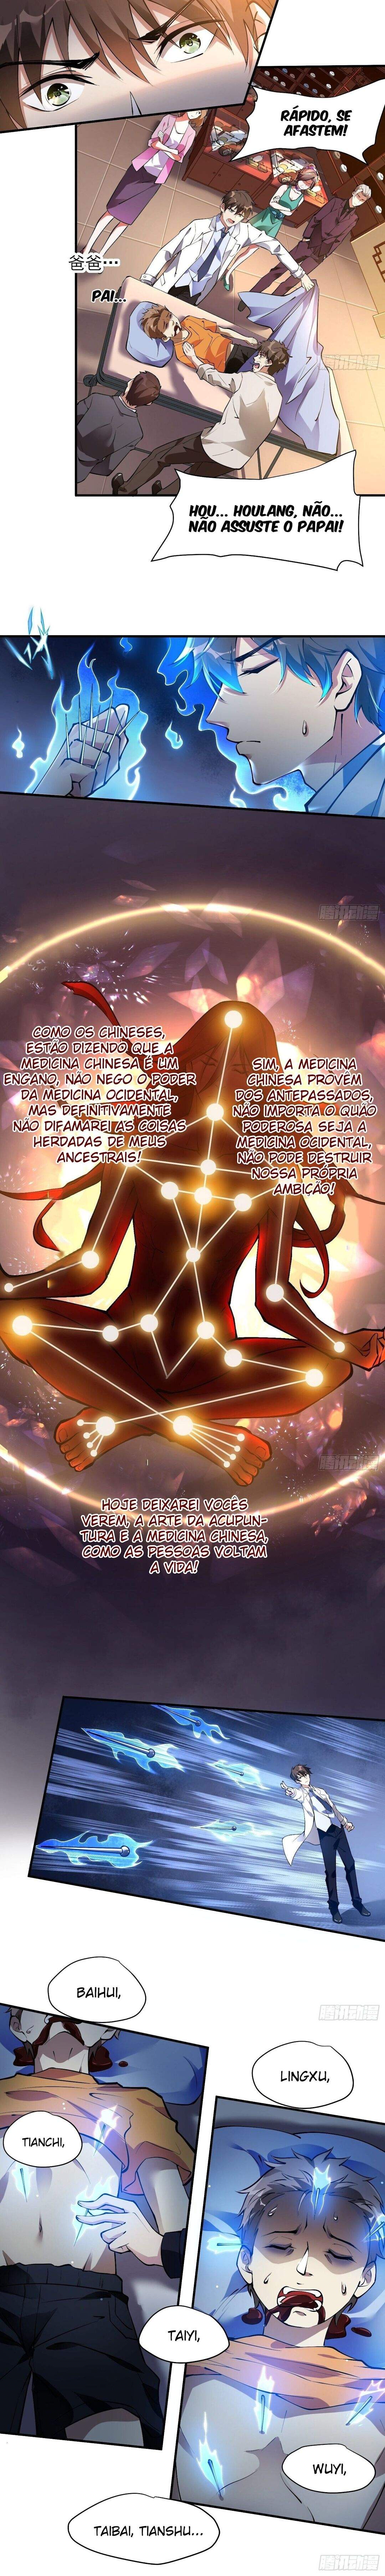 RÁPIDO, SE
AFASTEM!
爸爸...
PAI...
HOU... HOULANG, NÃO...
NÃO ASSUSTE O PAPAI!
COMO OS CHINESES,
ESTÃO DIZENDO QUE A
MEDICINA CHINESA É UM
ENGANO, NÃO NEGO O PODER
DA MEDICINA OCIDENTAL,
MAS DEFINITIVAMENTE
NÃO DIFAMAREI AS COISAS
HERDADAS DE MEUS
ANCESTRAIS!
SIM, A MEDICINA
CHINESA PROVÉM
DOS ANTEPASSADOS,
NÃO IMPORTA O QUÃO
PODEROSA SEJA A
MEDICINA OCIDENTAL,
NÃO PODE DESTRUIR
NOSSA PRÓPRIA
AMBIÇÃO!
HOJE DEIXAREI VOCÊS
VEREM, A ARTE DA ACUPUN-
TURA E A MEDICINA CHINESA,
COMO AS PESSOAS VOLTAM
A VIDA!
BAIHUI,
LINGXU,
TIANCHI,
TAIYI,
WUYI,
TAIBAI, TIANSHU...